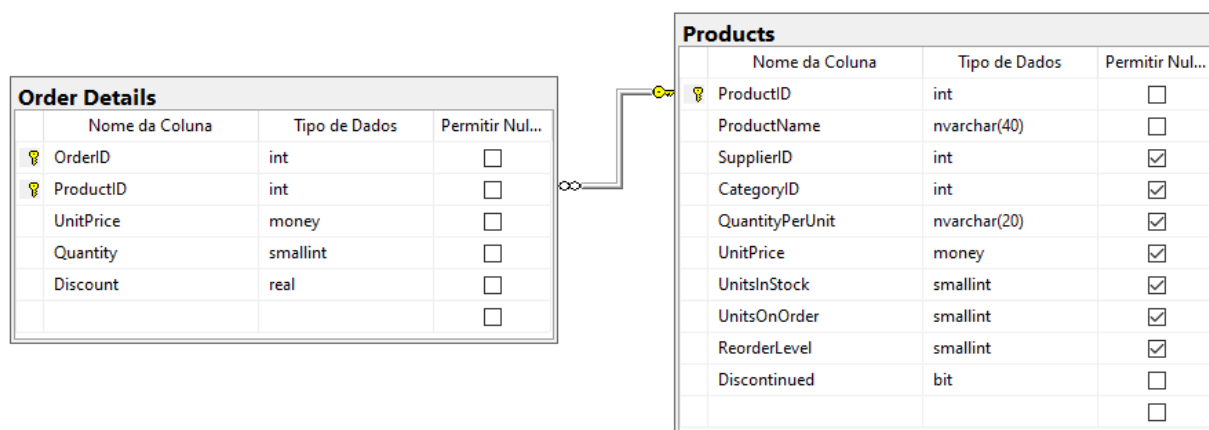 Order Details
Nome da Coluna Tipo de Dados Permitir Nul...
OrderID int
ProductID int
UnitPrice money
Quantity smallint
Discount real
Products
Nome da Coluna Tipo de Dados Permitir Nul...
ProductID int
ProductName nvarchar(40)
SupplierID int
CategoryID int
QuantityPerUnit nvarchar(20)
UnitPrice money
UnitsInStock smallint
UnitsOnOrder smallint
ReorderLevel smallint
Discontinued bit